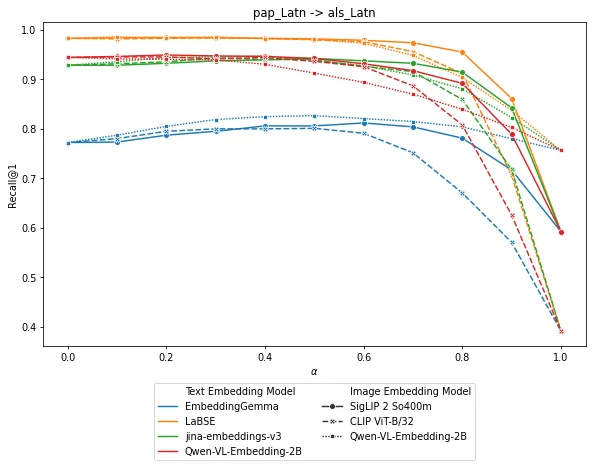 pap_Latn -> als_Latn
Recall@1
1.0
0.9
0.8
0.7
0.6
0.5
0.4
0.0
0.2
0.4
0.6
0.8
1.0
α
Text Embedding Model
EmbeddingGemma
LaBSE
jina-embeddings-v3
Qwen-VL-Embedding-2B
Image Embedding Model
SigLIP 2 So400m
CLIP ViT-B/32
Qwen-VL-Embedding-2B